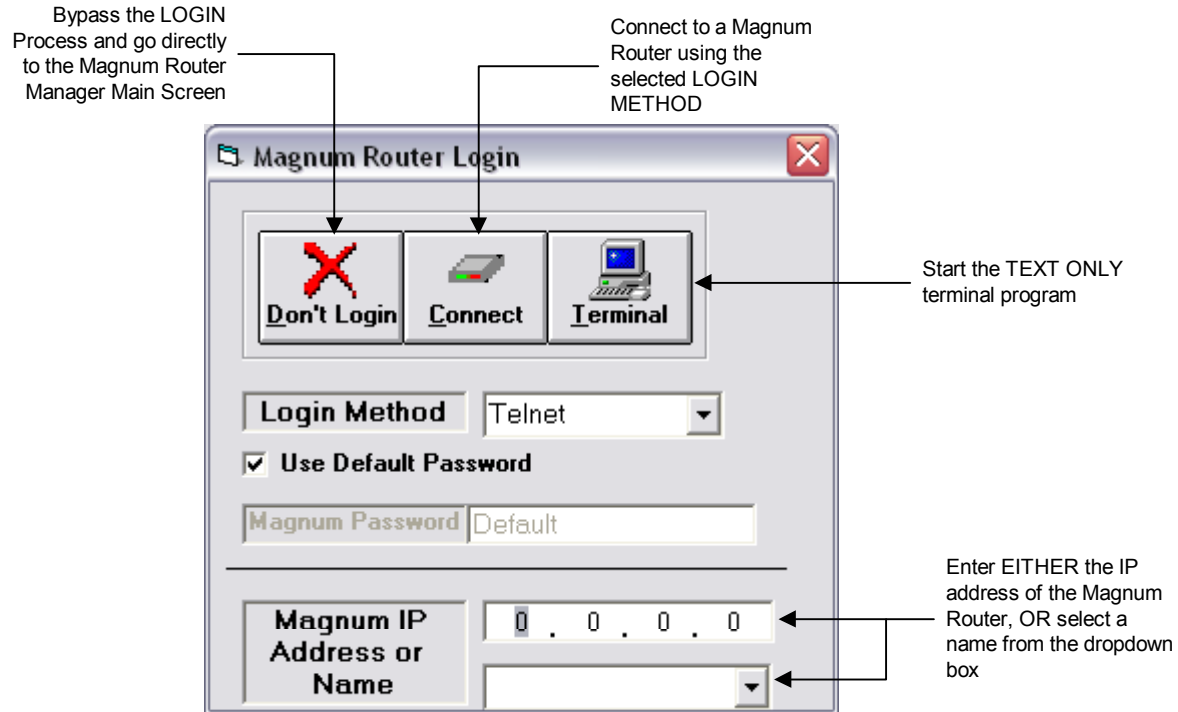 Bypass the LOGIN
Process and go directly
to the Magnum Router
Manager Main Screen
Connect to a Magnum
Router using the
selected LOGIN
METHOD
Magnum Router Login
Don't Login
Connect
Terminal
Start the TEXT ONLY
terminal program
Login Method
Telnet
Use Default Password
Magnum Password
Default
Magnum IP
Address or
Name
0 . 0 . 0 . 0
Enter EITHER the IP
address of the Magnum
Router, OR select a
name from the dropdown
box